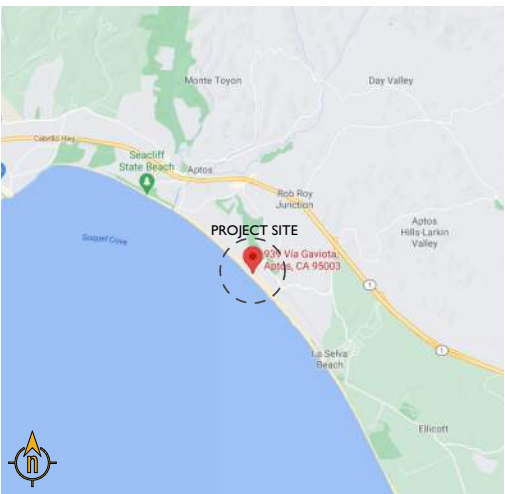 Monte Toyon
Day Valley
Cabrillo Hwy
Seacliff
State Beach
Aptos
Rob Roy
Junction
Aptos
Hills-Larkin
Valley
PROJECT SITE
Soquel Cove
939 Via Gaviota,
Aptos, CA 95003
1
1
La Selva
Beach
Ellicott
n